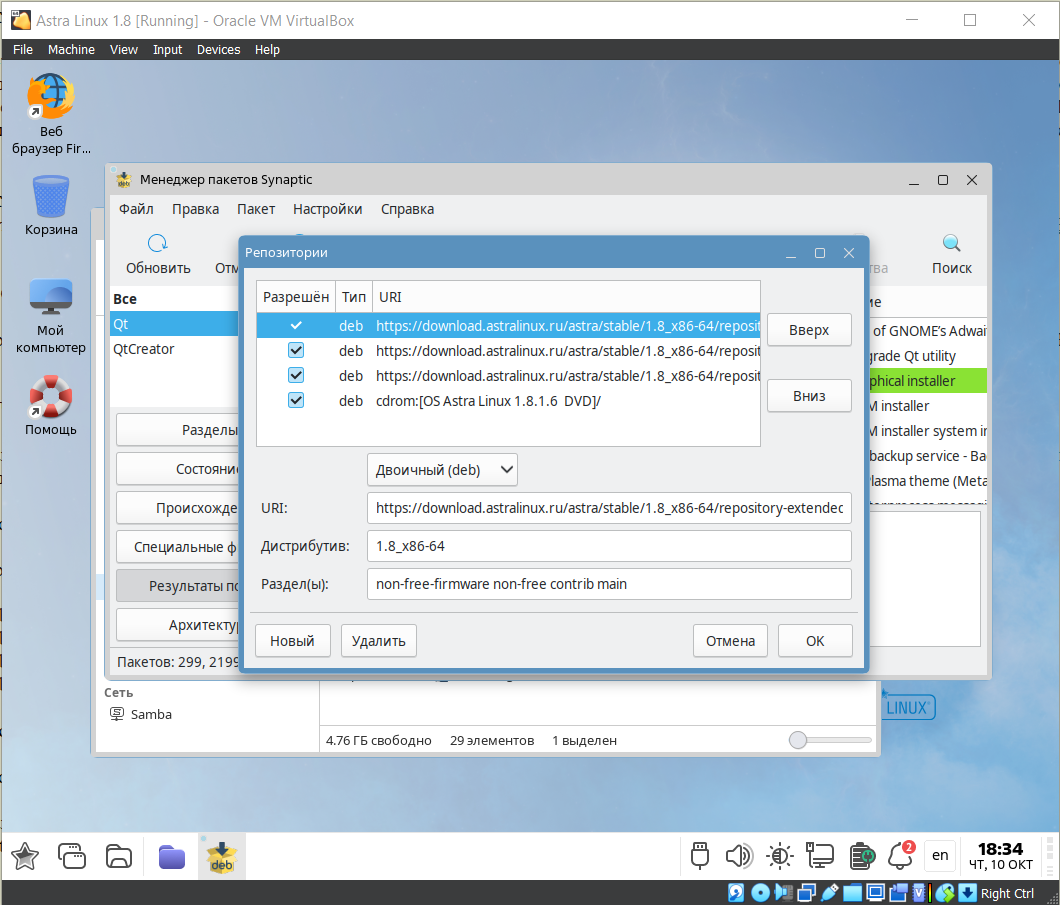 Astra Linux 1.8 [Running] - Oracle VM VirtualBox
File Machine View Input Devices Help
Веб
браузер Fir...
Корзина
Мой
компьютер
Помощь
Менеджер пакетов Synaptic
Файл Правка Пакет Настройки Справка
Обновить
Поиск
Все
Qt
QtCreator
Разделы
Состояние
Специальные ф
Результаты по
Пакетов: 299, 2199
of GNOME's Adwai
grade Qt utility
phical installer
M installer
M installer system in
backup service - Ba
Plasma theme (Meta
Репозитории
Разрешён Тип URI
deb https://download.astralinux.ru/astra/stable/1.8_x86-64/reposit
deb https://download.astralinux.ru/astra/stable/1.8_x86-64/reposit
deb https://download.astralinux.ru/astra/stable/1.8_x86-64/reposit
deb cdrom:[OS Astra Linux 1.8.1.6 DVD]/
Вверх
Вниз
Двоичный (deb)
URI: https://download.astralinux.ru/astra/stable/1.8_x86-64/repository-extended
Дистрибутив: 1.8_x86-64
Раздел(ы): non-free-firmware non-free contrib main
Новый Удалить Отмена OK
Сеть
Samba
LINUX
4.76 ГБ свободно 29 элементов 1 выделен
deb
2
en
18:34
ЧТ, 10 ОКТ
Right Ctrl